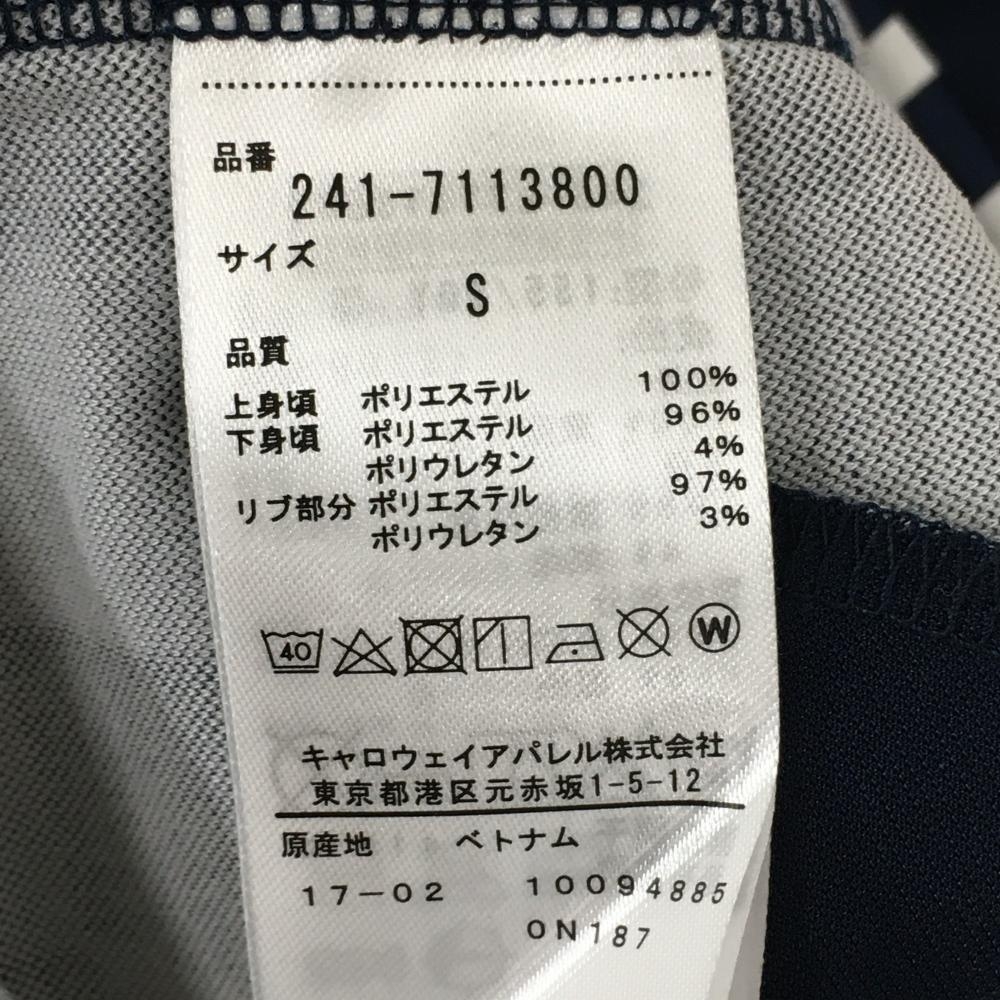 品番
241-7113800
サイズ
S
品質
上身頃 ポリエステル 100%
下身頃 ポリエステル 96%
ポリウレタン 4%
リブ部分 ポリエステル 97%
ポリウレタン 3%
40 W
キャロウェイアパレル株式会社
東京都港区元赤坂1-5-12
原産地 ベトナム
17-02 10094885
0N187